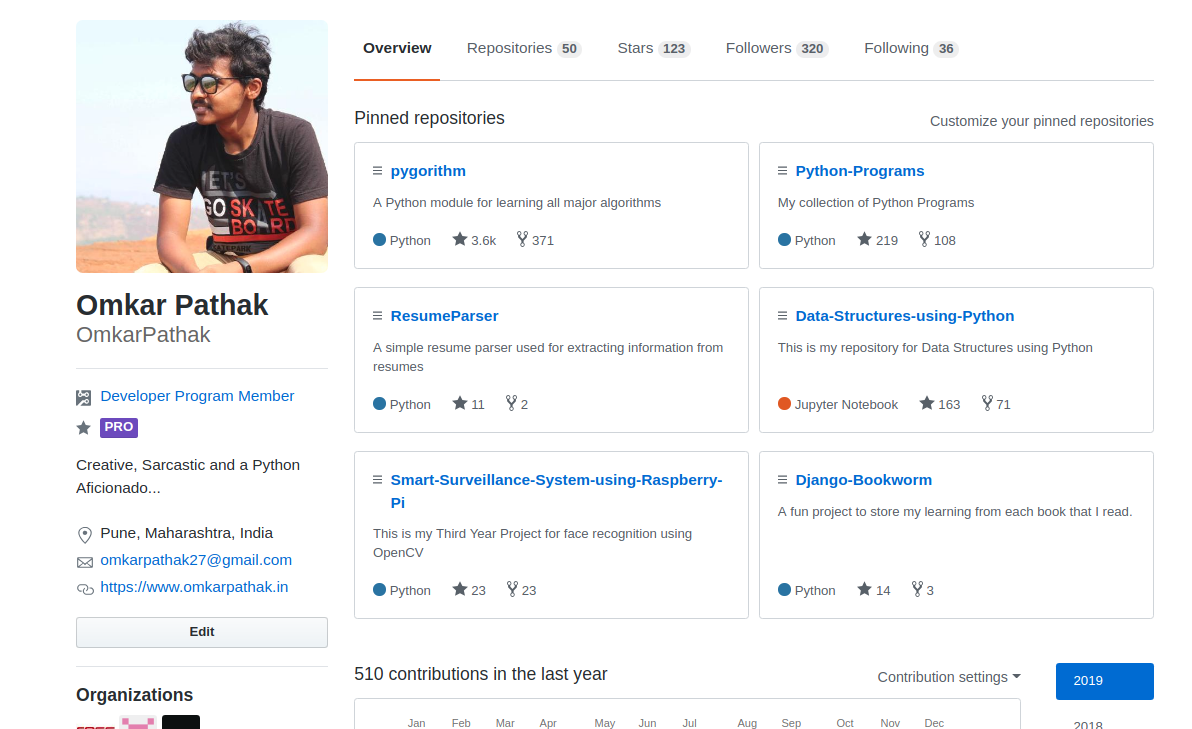 Overview Repositories 50 Stars 123 Followers 320 Following 36
Pinned repositories
Customize your pinned repositories
pygorithm
A Python module for learning all major algorithms
Python 3.6k 371
Python-Programs
My collection of Python Programs
Python 219 108
ResumeParser
A simple resume parser used for extracting information from
resumes
Python 11 2
Data-Structures-using-Python
This is my repository for Data Structures using Python
Jupyter Notebook 163 71
Smart-Surveillance-System-using-Raspberry-
Pi
This is my Third Year Project for face recognition using
OpenCV
Python 23 23
Django-Bookworm
A fun project to store my learning from each book that I read.
Python 14 3
510 contributions in the last year
Contribution settings
2019
2018
Jan Feb Mar Apr May Jun Jul Aug Sep Oct Nov Dec
LET'S
GO SKATE
BOARD
Omkar Pathak
OmkarPathak
Developer Program Member
PRO
Creative, Sarcastic and a Python
Aficionado...
Pune, Maharashtra, India
omkarpathak27@gmail.com
https://www.omkarpathak.in
Edit
Organizations